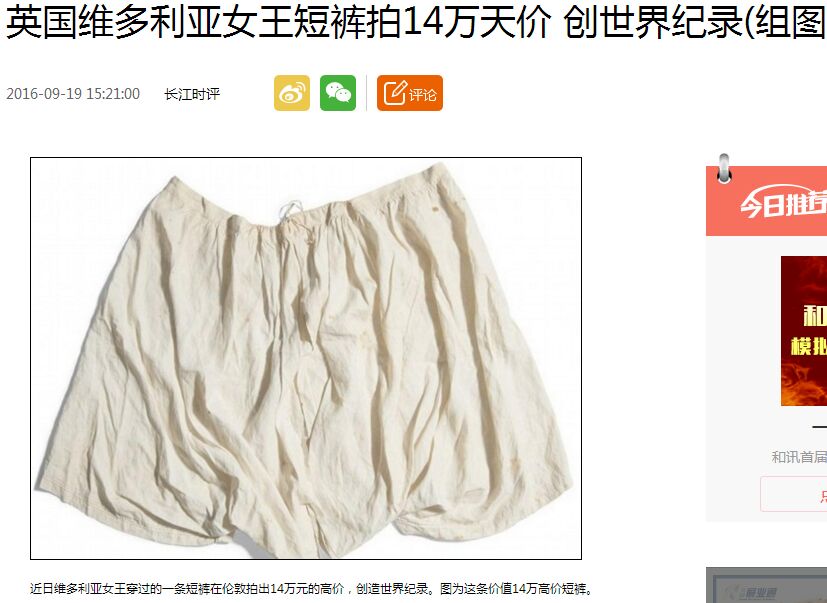 英国维多利亚女王短裤拍14万天价 创世界纪录(组图
2016-09-19 15:21:00 长江时评
评论
今日推荐
和
模拟
和讯首届
近日维多利亚女王穿过的一条短裤在伦敦拍出14万元的高价，创造世界纪录。图为这条价值14万高价短裤。